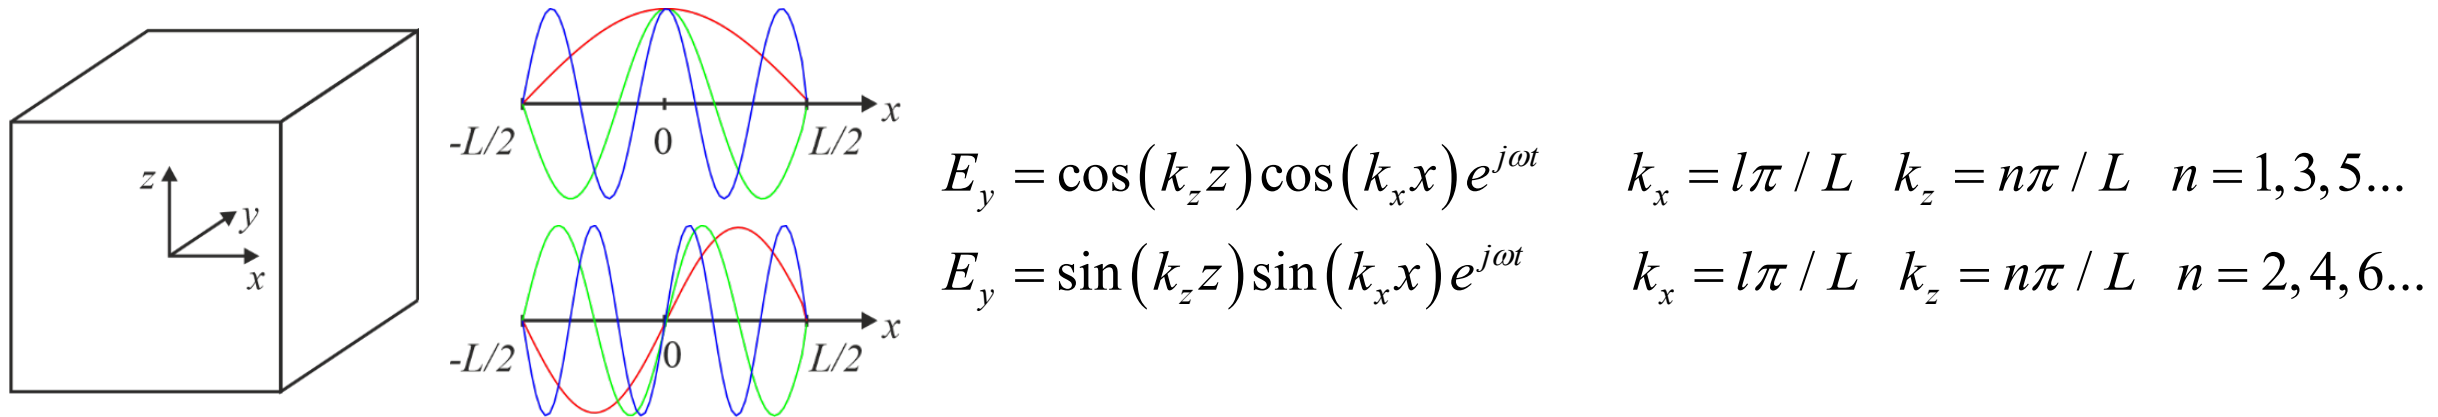 z
y
x
x
-L/2
0
L/2
x
-L/2
0
L/2
E_y = cos(k_z z)cos(k_x x)e^{jωt} k_x = lπ / L k_z = nπ / L n = 1,3,5...
E_y = sin(k_z z)sin(k_x x)e^{jωt} k_x = lπ / L k_z = nπ / L n = 2,4,6...